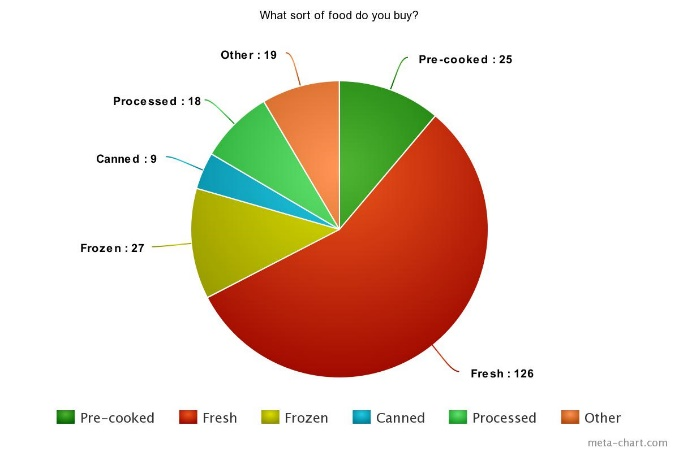 What sort of food do you buy?
Other : 19
Pre-cooked : 25
Processed : 18
Canned : 9
Frozen : 27
Fresh : 126
Pre-cooked Fresh Frozen Canned Processed Other
meta-chart.com